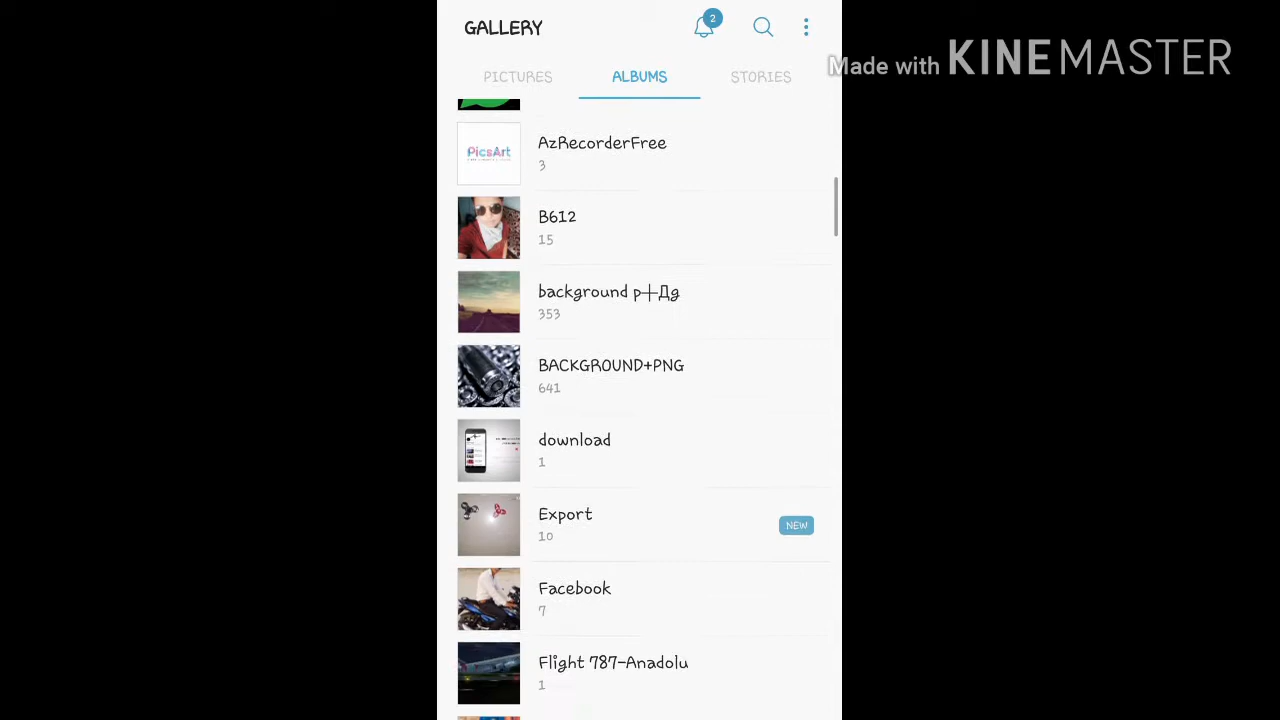 GALLERY
2
Made with KINEMASTER
PICTURES
ALBUMS
STORIES
PicsArt
AzRecorderFree
3
B612
15
background p┼Дg
353
BACKGROUND+PNG
641
download
1
Export
10
NEW
Facebook
7
Flight 787-Anadolu
1